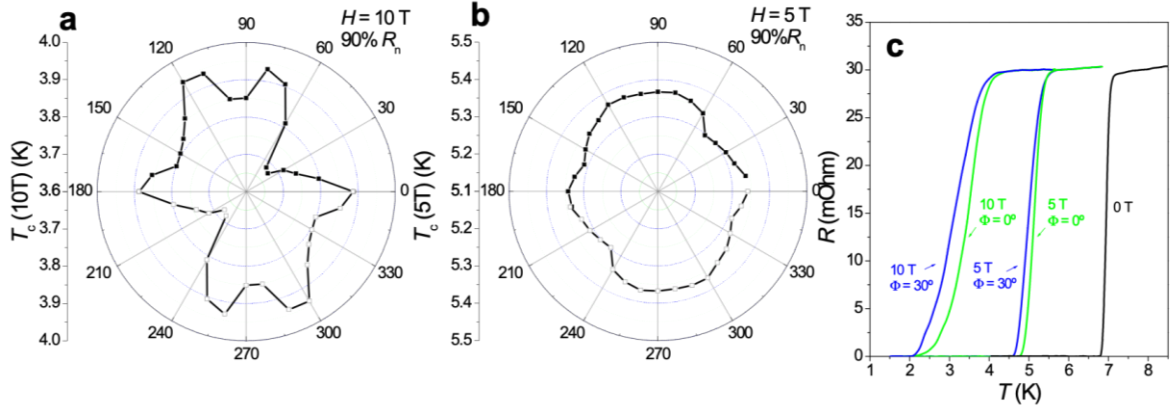 a
H = 10 T
90% Rₙ
T_c (10T) (K)
4.0
3.9
3.8
3.7
3.6
3.7
3.8
3.9
4.0
90
60
30
0
330
300
270
240
210
180
150
120
b
H = 5 T
90% Rₙ
T_c (5T) (K)
5.5
5.4
5.3
5.2
5.1
5.2
5.3
5.4
5.5
90
60
30
0
330
300
270
240
210
180
150
120
c
R (mOhm)
35
30
25
20
15
10
5
0
10 T
Φ = 0º
5 T
Φ = 0º
0 T
10 T
Φ = 30º
5 T
Φ = 30º
1 2 3 4 5 6 7 8
T (K)